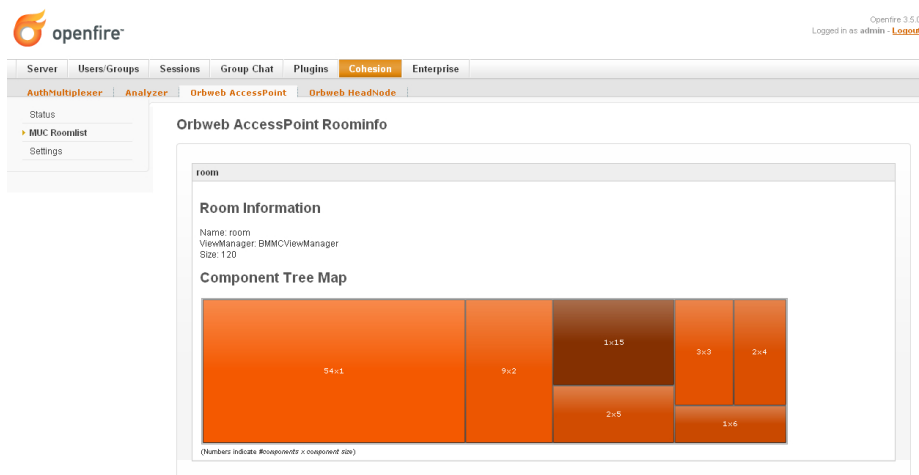 openfire™
Openfire 3.5.0
Logged in as admin - Logout
Server Users/Groups Sessions Group Chat Plugins Cohesion Enterprise
AuthMultiplexer Analyzer Orbweb AccessPoint Orbweb HeadNode
Status
MUC Roomlist
Settings
Orbweb AccessPoint Roominfo
room
Room Information
Name: room
ViewManager: BMMCViewManager
Size: 120
Component Tree Map
54x1
9x2
1x15
2x5
3x3
2x4
1x6
(Numbers indicate #components x component size)